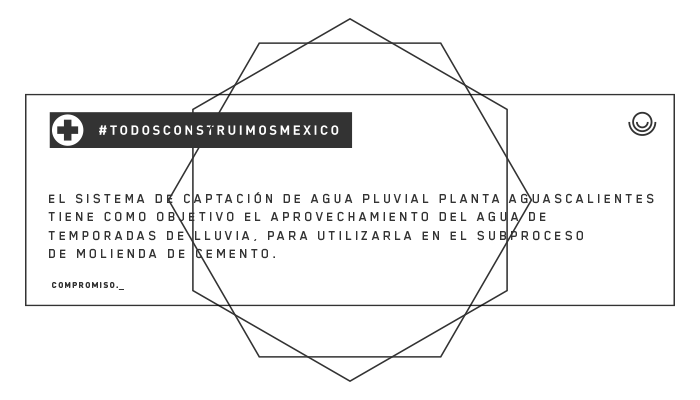 #TODOSCONSTRUIMOSMEXICO
EL SISTEMA DE CAPTACIÓN DE AGUA PLUVIAL PLANTA AGUASCALIENTES
TIENE COMO OBJETIVO EL APROVECHAMIENTO DEL AGUA DE
TEMPORADAS DE LLUVIA, PARA UTILIZARLA EN EL SUBPROCESO
DE MOLIENDA DE CEMENTO.
COMPROMISO._